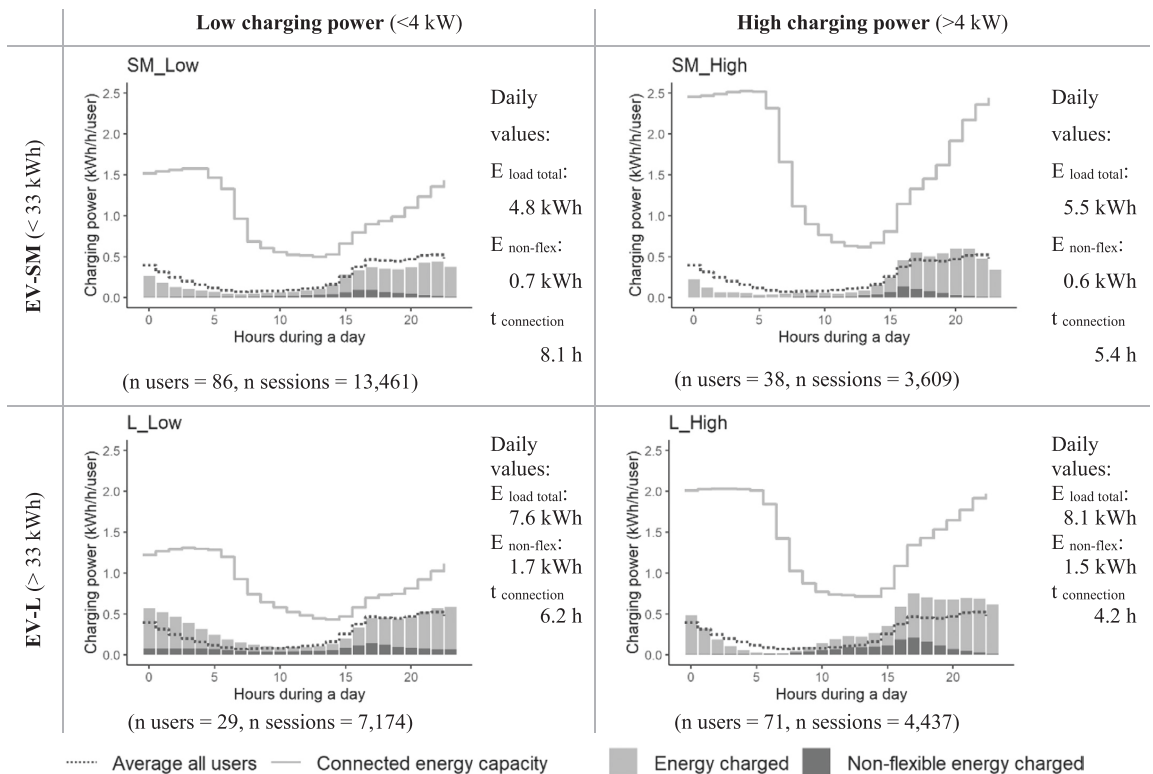 Low charging power (<4 kW)
High charging power (>4 kW)
EV-SM (< 33 kWh)
SM_Low
Charging power (kWh/h/user)
2.5
2.0
1.5
1.0
0.5
0.0
0 5 10 15 20
Hours during a day
Daily
values:
E load total:
4.8 kWh
E non-flex:
0.7 kWh
t connection
8.1 h
(n users = 86, n sessions = 13,461)
SM_High
Charging power (kWh/h/user)
2.5
2.0
1.5
1.0
0.5
0.0
0 5 10 15 20
Hours during a day
Daily
values:
E load total:
5.5 kWh
E non-flex:
0.6 kWh
t connection
5.4 h
(n users = 38, n sessions = 3,609)
EV-L (> 33 kWh)
L_Low
Charging power (kWh/h/user)
2.5
2.0
1.5
1.0
0.5
0.0
0 5 10 15 20
Hours during a day
Daily
values:
E load total:
7.6 kWh
E non-flex:
1.7 kWh
t connection
6.2 h
(n users = 29, n sessions = 7,174)
L_High
Charging power (kWh/h/user)
2.5
2.0
1.5
1.0
0.5
0.0
0 5 10 15 20
Hours during a day
Daily
values:
E load total:
8.1 kWh
E non-flex:
1.5 kWh
t connection
4.2 h
(n users = 71, n sessions = 4,437)
Average all users Connected energy capacity Energy charged Non-flexible energy charged